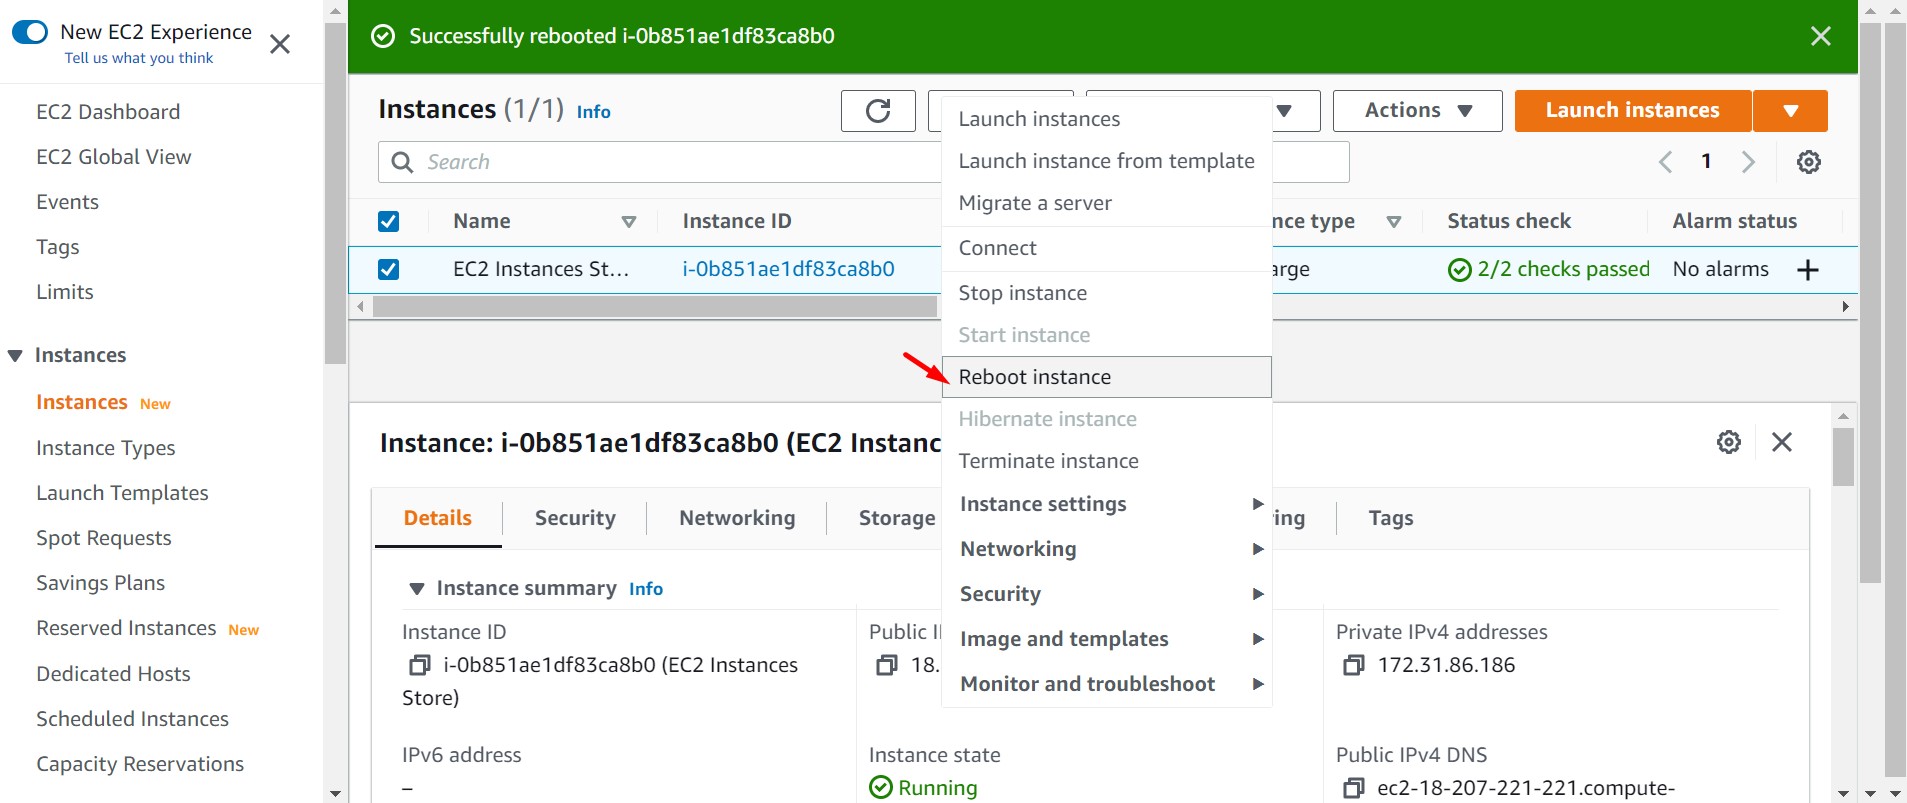 New EC2 Experience
Tell us what you think
EC2 Dashboard
EC2 Global View
Events
Tags
Limits
Instances
Instances New
Instance Types
Launch Templates
Spot Requests
Savings Plans
Reserved Instances New
Dedicated Hosts
Scheduled Instances
Capacity Reservations
Successfully rebooted i-0b851ae1df83ca8b0
Instances (1/1) Info
Actions
Launch instances
Search
1
Name Instance ID nce type Status check Alarm status
EC2 Instances St... i-0b851ae1df83ca8b0 arge 2/2 checks passed No alarms
Launch instances
Launch instance from template
Migrate a server
Connect
Stop instance
Start instance
Reboot instance
Hibernate instance
Terminate instance
Instance settings
Networking
Security
Image and templates
Monitor and troubleshoot
Instance: i-0b851ae1df83ca8b0 (EC2 Instanc
Details Security Networking Storage ing Tags
Instance summary Info
Instance ID
i-0b851ae1df83ca8b0 (EC2 Instances
Store)
Public I
18.
Private IPv4 addresses
172.31.86.186
IPv6 address
–
Instance state
Running
Public IPv4 DNS
ec2-18-207-221-221.compute-